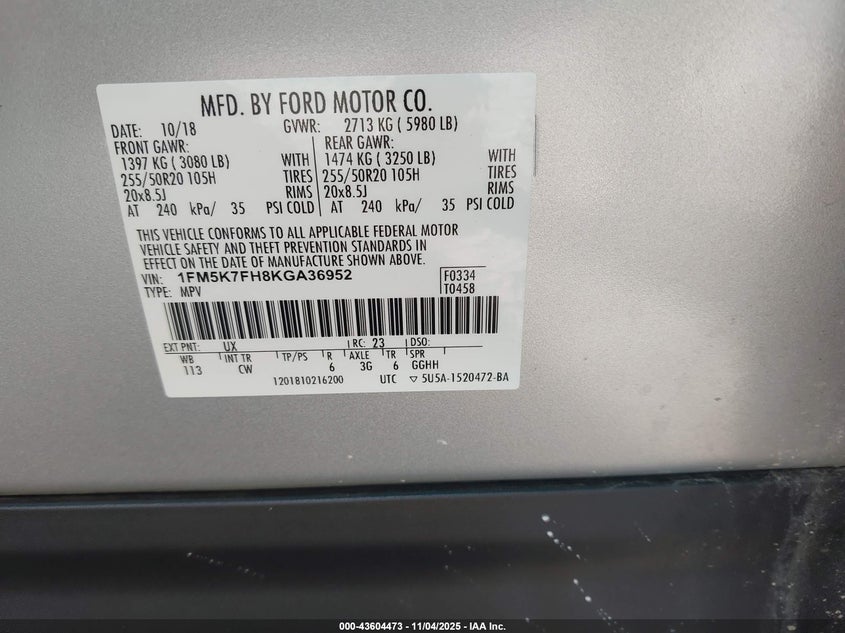 MFD. BY FORD MOTOR CO.
DATE: 10/18 GVWR: 2713 KG ( 5980 LB)
FRONT GAWR: REAR GAWR:
1397 KG ( 3080 LB) WITH 1474 KG ( 3250 LB) WITH
255/50R20 105H TIRES 255/50R20 105H TIRES
20x8.5J RIMS 20x8.5J RIMS
AT 240 kPa/ 35 PSI COLD AT 240 kPa/ 35 PSI COLD
THIS VEHICLE CONFORMS TO ALL APPLICABLE FEDERAL MOTOR
VEHICLE SAFETY AND THEFT PREVENTION STANDARDS IN
EFFECT ON THE DATE OF MANUFACTURE SHOWN ABOVE.
VIN: 1FM5K7FH8KGA36952 F0334
TYPE: MPV T0458
EXT PNT: UX RC: 23 DSO:
WB INT TR TP/PS R AXLE TR SPR
113 CW 6 3G 6 GGHH
1201810216200 UTC ▽ 5U5A-1520472-BA
000-43604473 - 11/04/2025 - IAA Inc.